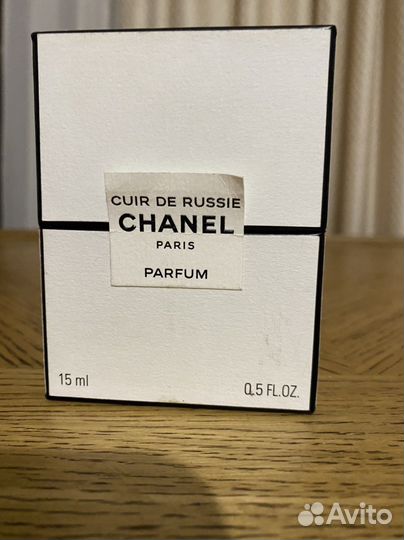 CUIR DE RUSSIE
CHANEL
PARIS
PARFUM
15 ml
0.5 FL.OZ.
Avito